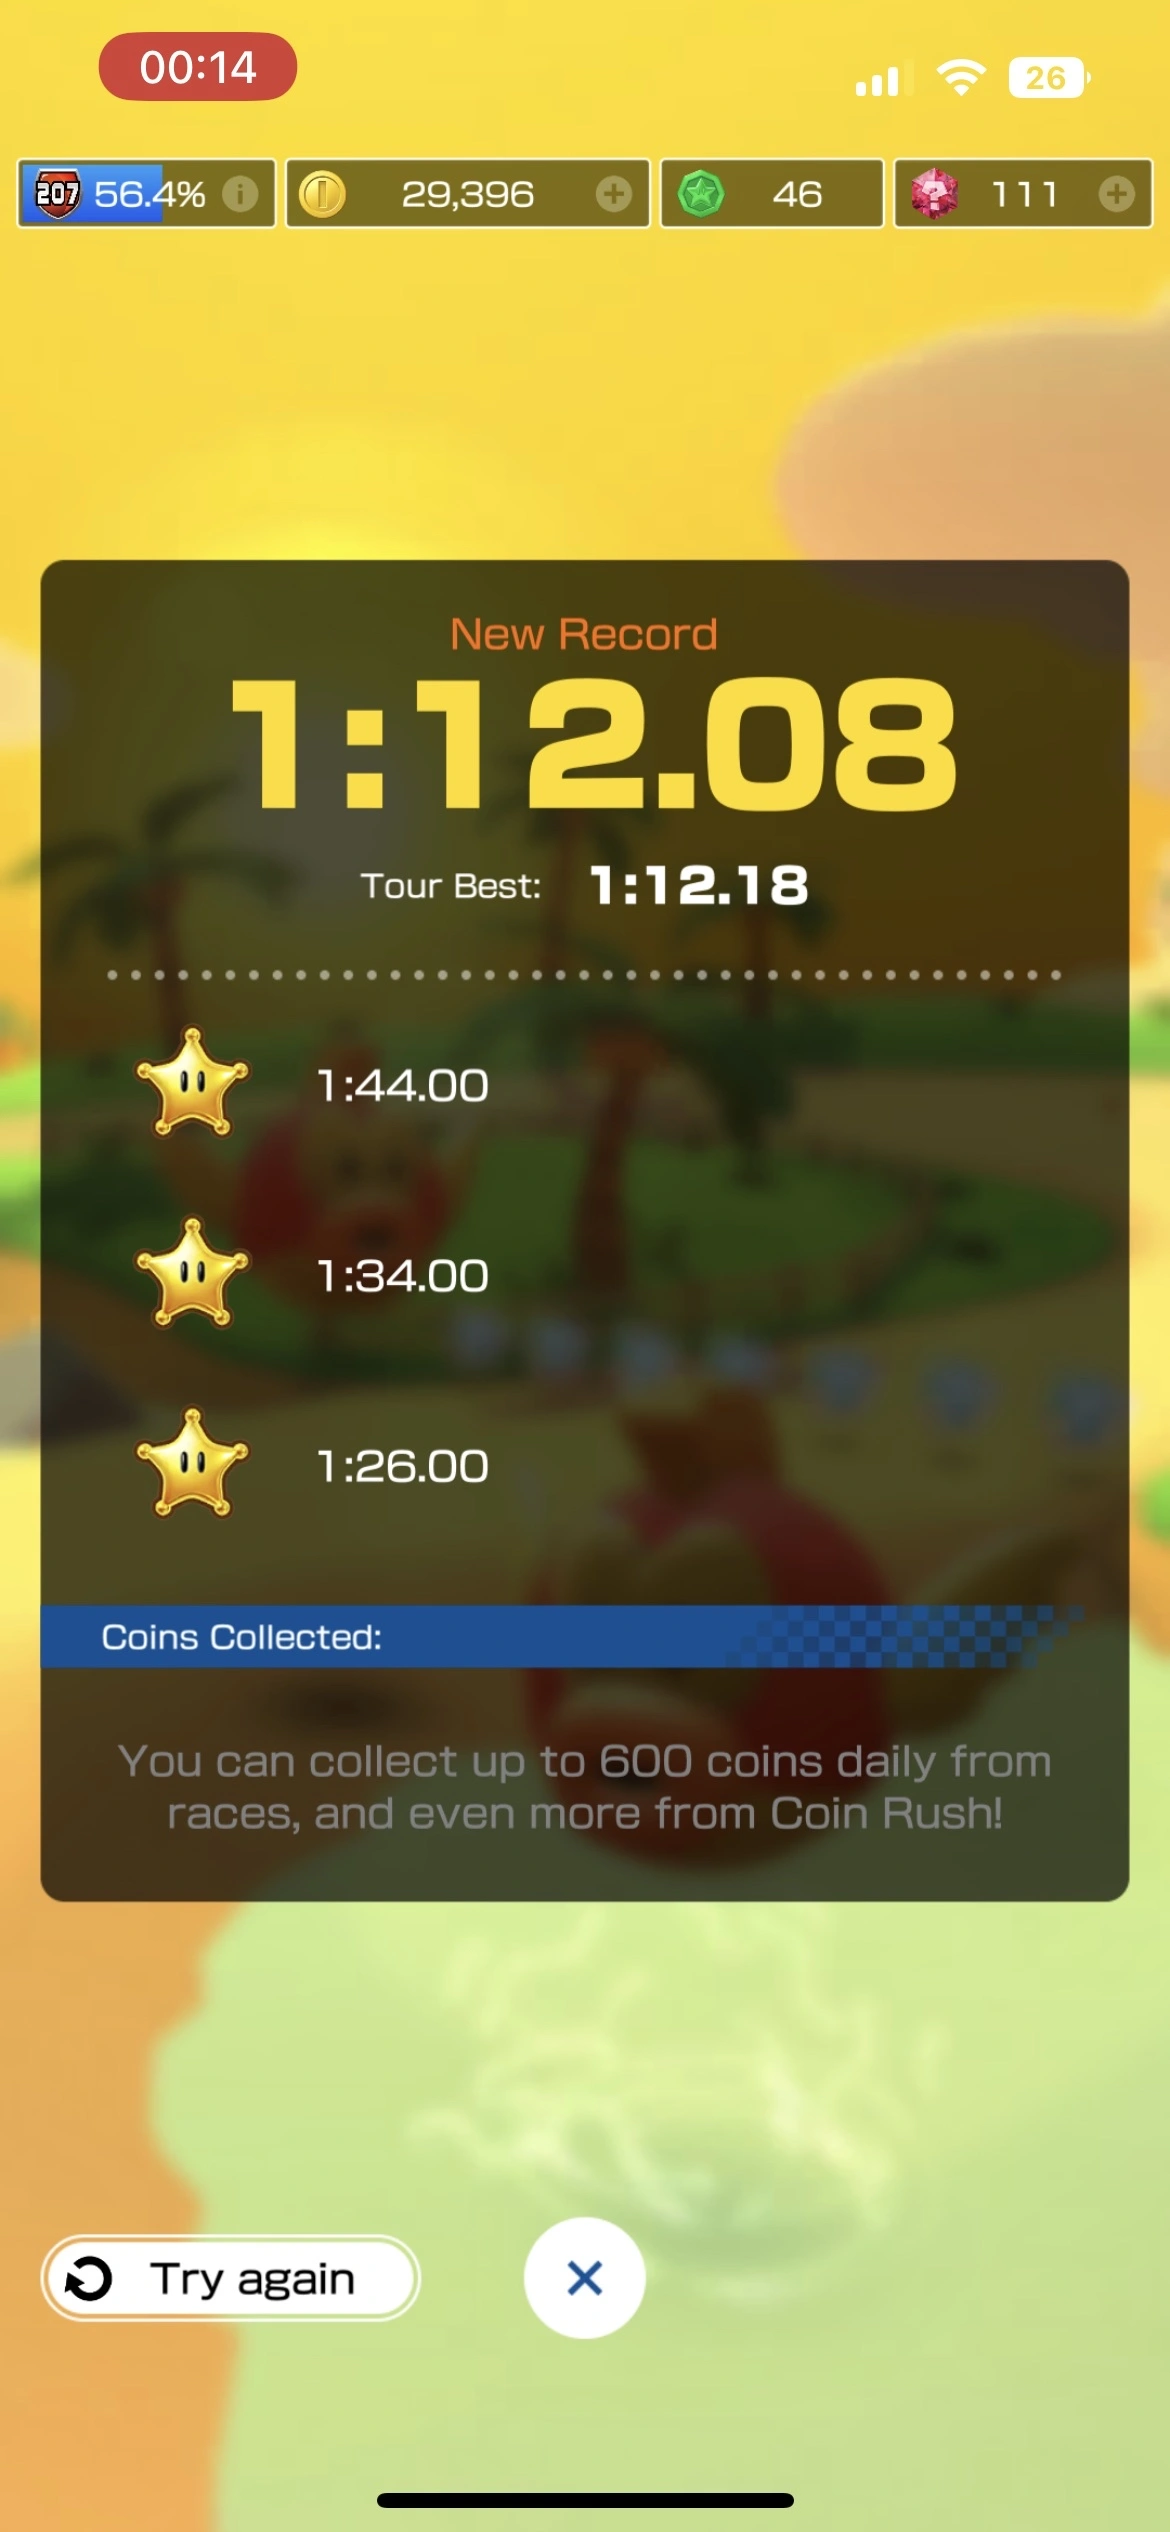 00:14
26
207 56.4% i
29,396 +
46
111 +
New Record
1:12.08
Tour Best: 1:12.18
1:44.00
1:34.00
1:26.00
Coins Collected:
You can collect up to 600 coins daily from
races, and even more from Coin Rush!
Try again